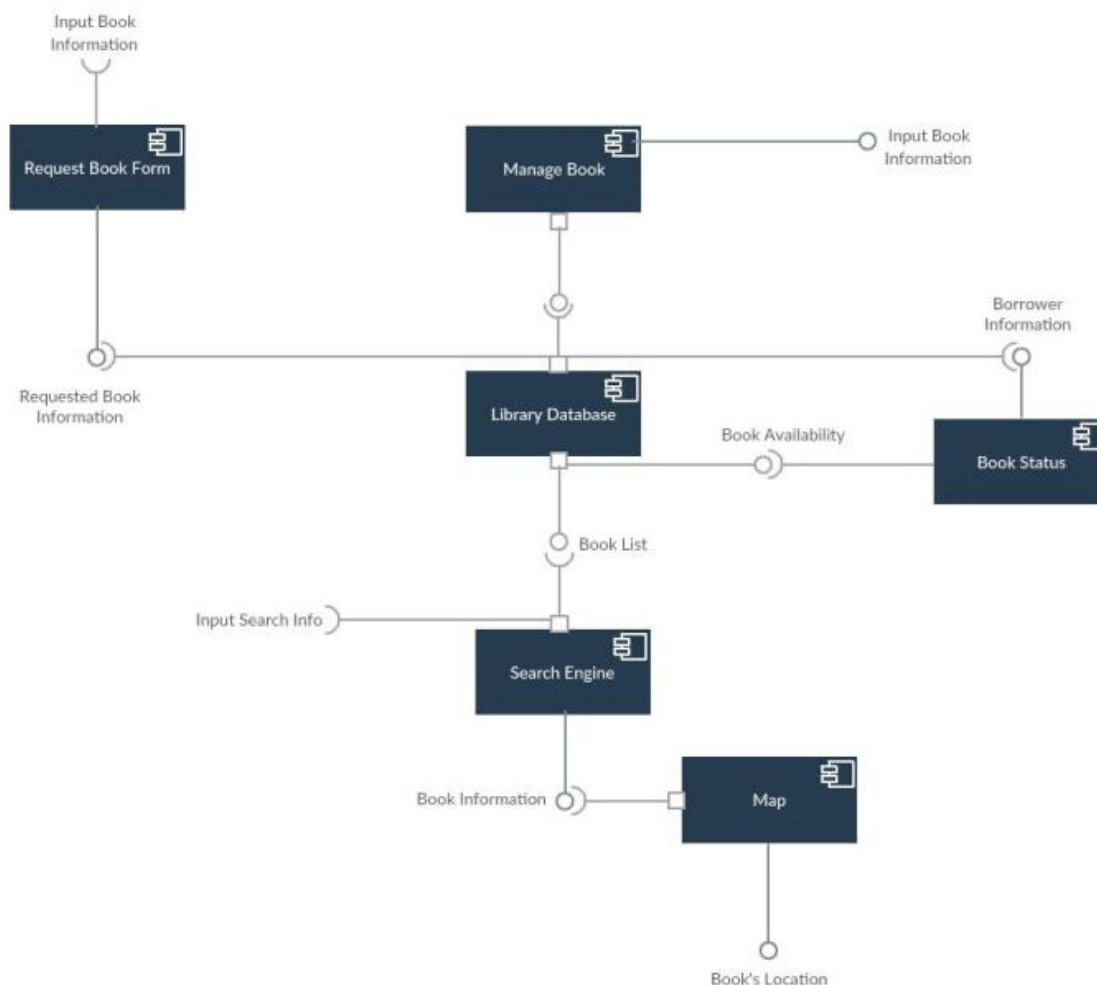 Input Book
Information
Request Book Form
Manage Book
Input Book
Information
Borrower
Information
Requested Book
Information
Library Database
Book Availability
Book Status
Book List
Input Search Info
Search Engine
Book Information
Map
Book's Location